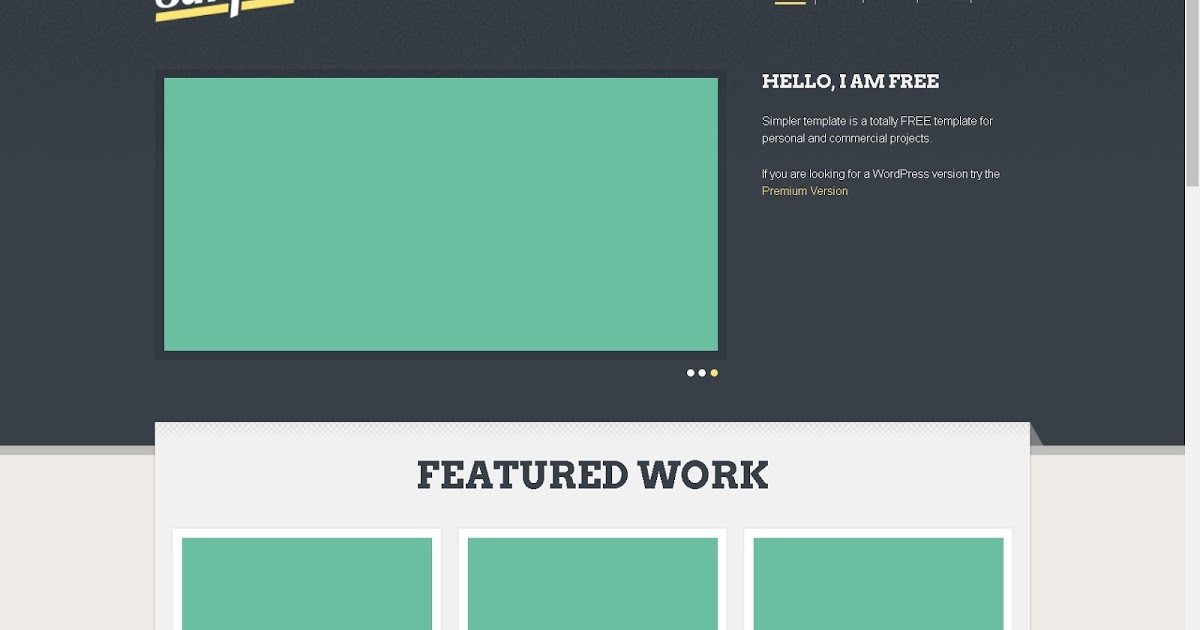 HELLO, I AM FREE
Simpler template is a totally FREE template for
personal and commercial projects.
If you are looking for a WordPress version try the
Premium Version
FEATURED WORK